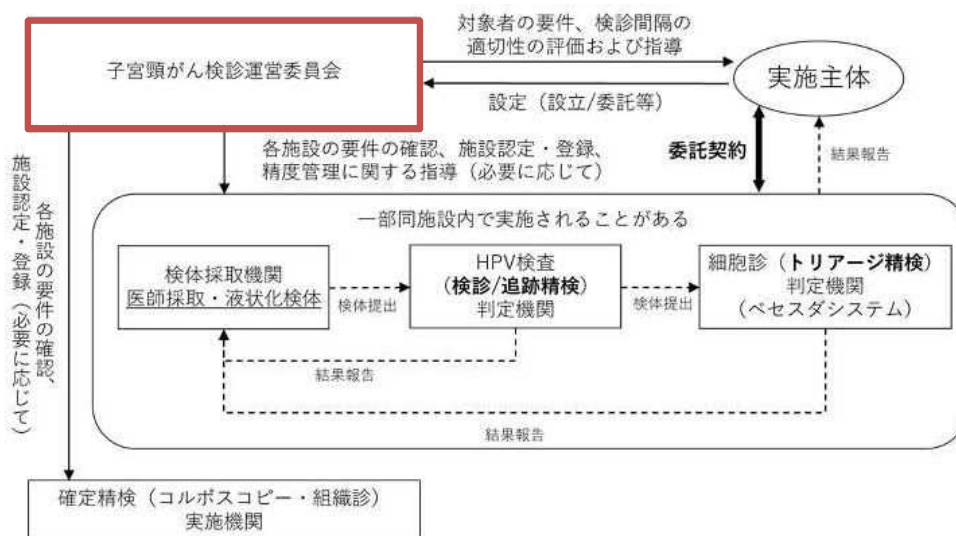 子宮頸がん検診運営委員会
対象者の要件、検診間隔の
適切性の評価および指導
設定（設立/委託等）
実施主体
各施設の要件の確認、
施設認定・登録（必要に応じて）
各施設の要件の確認、施設認定・登録、
精度管理に関する指導（必要に応じて）
委託契約
結果報告
一部同施設内で実施されることがある
検体採取機関
医師採取・液状化検体
検体提出
HPV検査
（検診/追跡精検）
判定機関
検体提出
細胞診（トリアージ精検）
判定機関
（ベセスダシステム）
結果報告
結果報告
確定精検（コルポスコピー・組織診）
実施機関